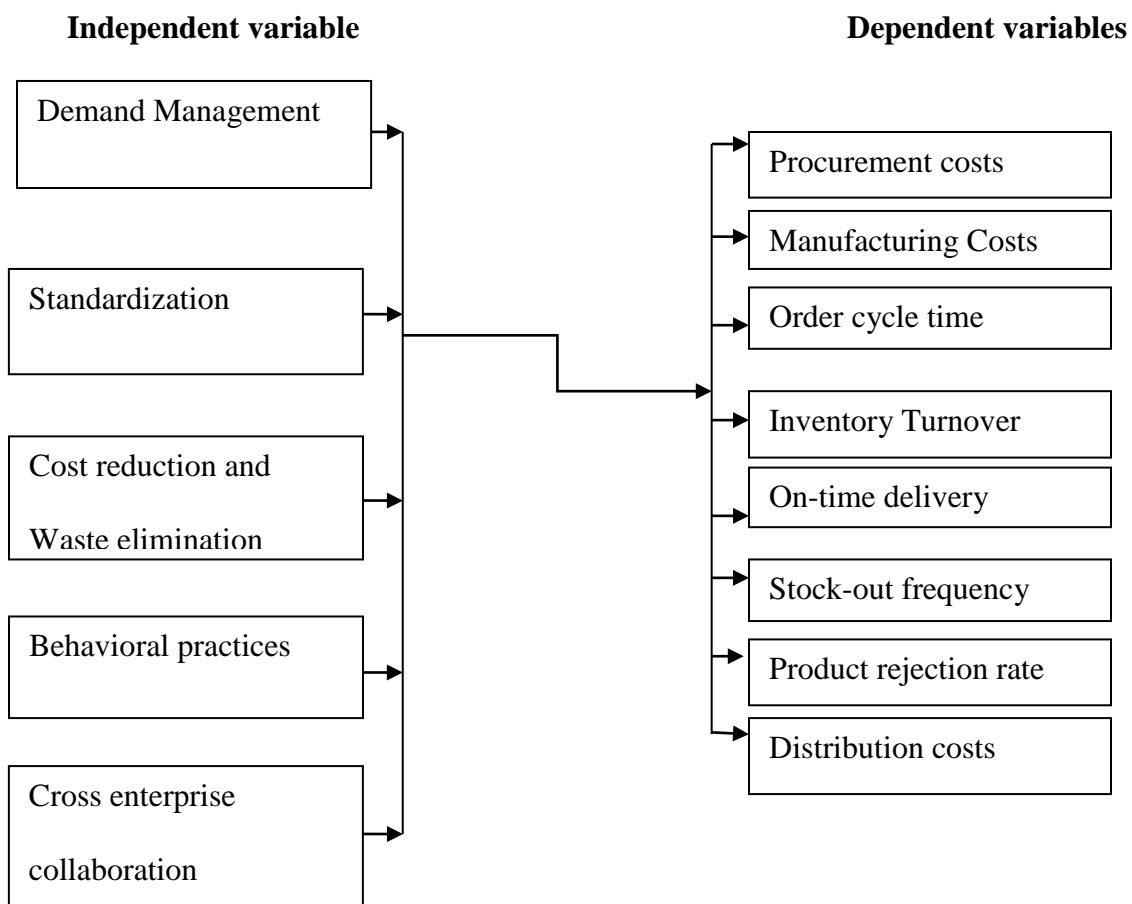 Independent variable
Dependent variables
Demand Management
Standardization
Cost reduction and
Waste elimination
Behavioral practices
Cross enterprise
collaboration
Procurement costs
Manufacturing Costs
Order cycle time
Inventory Turnover
On-time delivery
Stock-out frequency
Product rejection rate
Distribution costs